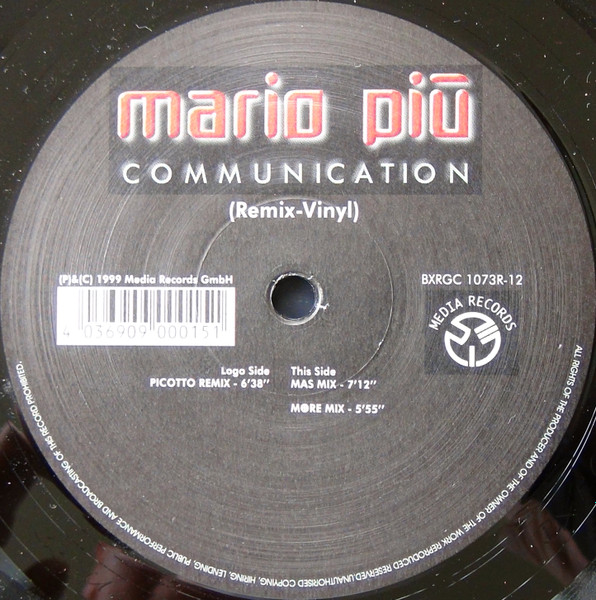 mario più
COMMUNICATION
(Remix-Vinyl)
(P)&(C) 1999 Media Records GmbH
BXRGC 1073R-12
4 036909 000151
MEDIA RECORDS
Logo Side
PICOTTO REMIX - 6'38"
This Side
MAS MIX - 7'12"
MORE MIX - 5'55"
ALL RIGHTS OF THE PRODUCER AND OF THE OWNER OF THE WORK REPRODUCED RESERVED.UNAUTHORISED COPYING, HIRING, LENDING, PUBLIC PERFORMANCE AND BROADCASTING OF THIS RECORD PROHIBITED.